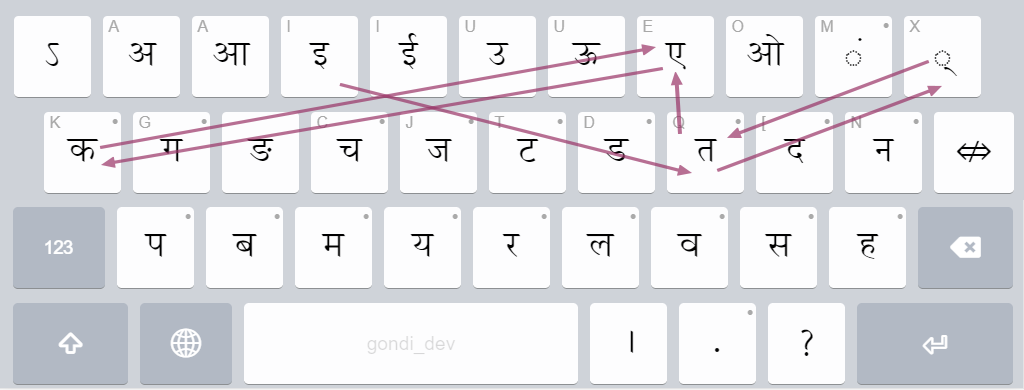 ऽ A अ A आ I इ I ई U उ U ऊ E ए O ओ M ं X ्
K क G ग ङ C च J ज T ट D ड Q त [ द N न
123 प ब म य र ल व स ह
gondi_dev । . ?